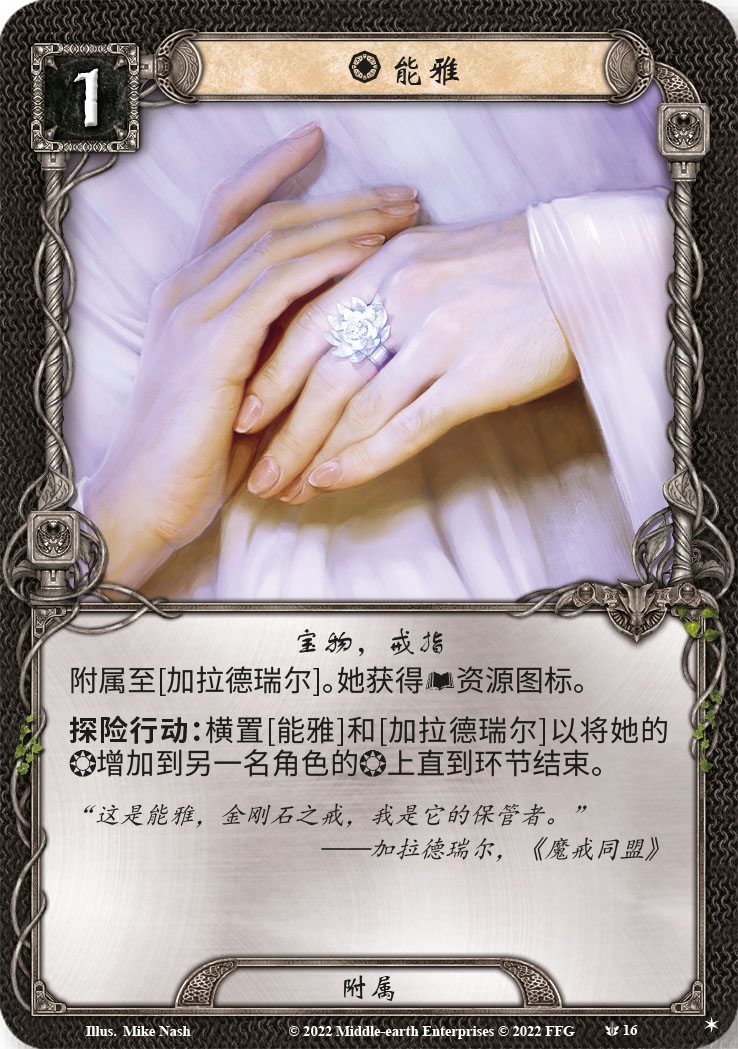 1
能雅
宝物，戒指
附属至[加拉德瑞尔]。她获得资源图标。
探险行动：横置[能雅]和[加拉德瑞尔]以将她的
增加到另一名角色的上直到环节结束。
“这是能雅，金刚石之戒，我是它的保管者。”
——加拉德瑞尔，《魔戒同盟》
附属
Illus. Mike Nash © 2022 Middle-earth Enterprises © 2022 FFG 16